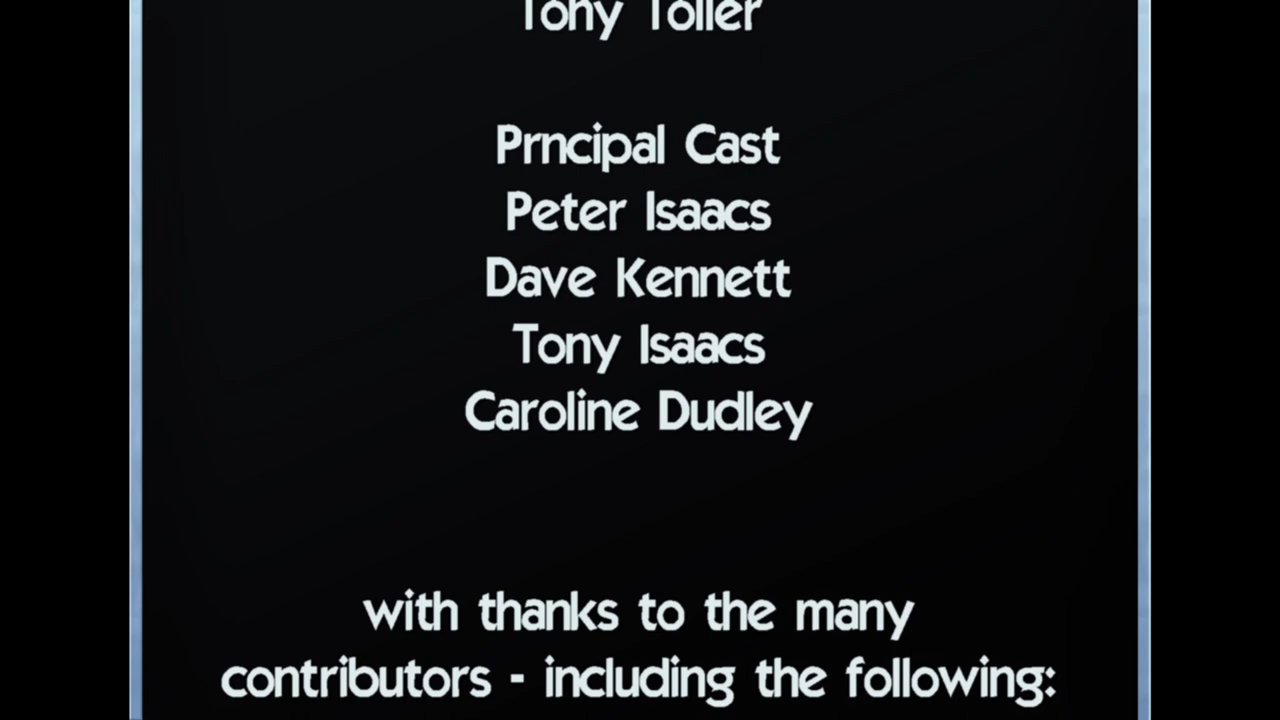 Tony Toller
Prncipal Cast
Peter Isaacs
Dave Kennett
Tony Isaacs
Caroline Dudley
with thanks to the many
contributors - including the following: